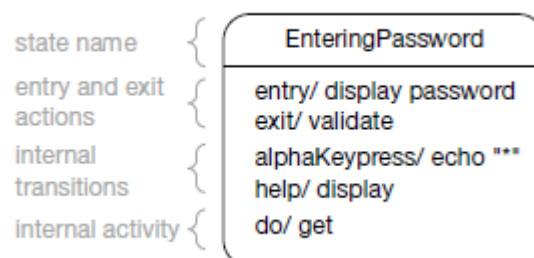 state name
EnteringPassword
entry and exit
actions
entry/ display password
exit/ validate
internal
transitions
alphaKeypress/ echo "*"
help/ display
internal activity
do/ get